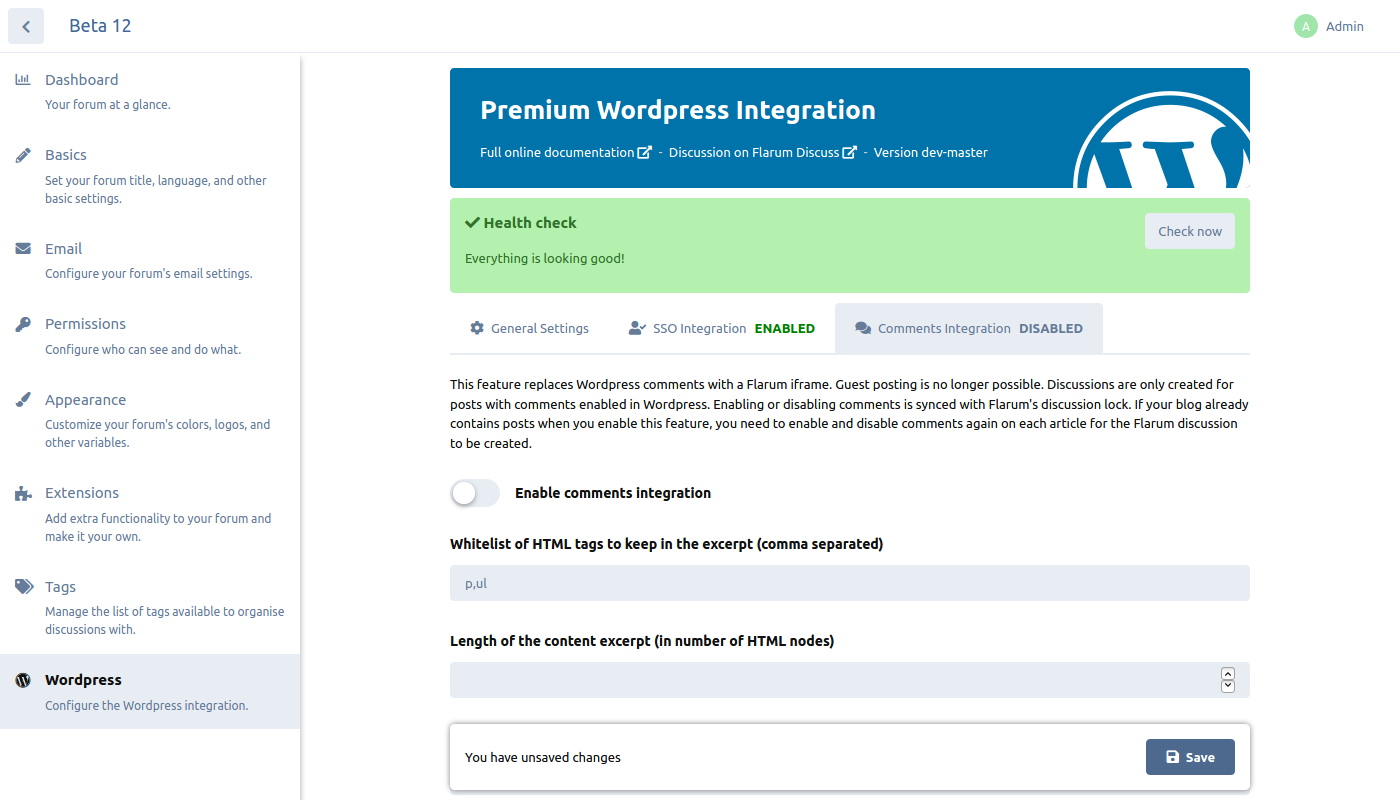 Beta 12
A Admin
Dashboard
Your forum at a glance.
Basics
Set your forum title, language, and other
basic settings.
Email
Configure your forum's email settings.
Permissions
Configure who can see and do what.
Appearance
Customize your forum's colors, logos, and
other variables.
Extensions
Add extra functionality to your forum and
make it your own.
Tags
Manage the list of tags available to organise
discussions with.
Wordpress
Configure the Wordpress integration.
Premium Wordpress Integration
Full online documentation - Discussion on Flarum Discuss - Version dev-master
Health check
Check now
Everything is looking good!
General Settings SSO Integration ENABLED Comments Integration DISABLED
This feature replaces Wordpress comments with a Flarum iframe. Guest posting is no longer possible. Discussions are only created for
posts with comments enabled in Wordpress. Enabling or disabling comments is synced with Flarum's discussion lock. If your blog already
contains posts when you enable this feature, you need to enable and disable comments again on each article for the Flarum discussion
to be created.
Enable comments integration
Whitelist of HTML tags to keep in the excerpt (comma separated)
p,ul
Length of the content excerpt (in number of HTML nodes)
You have unsaved changes
Save